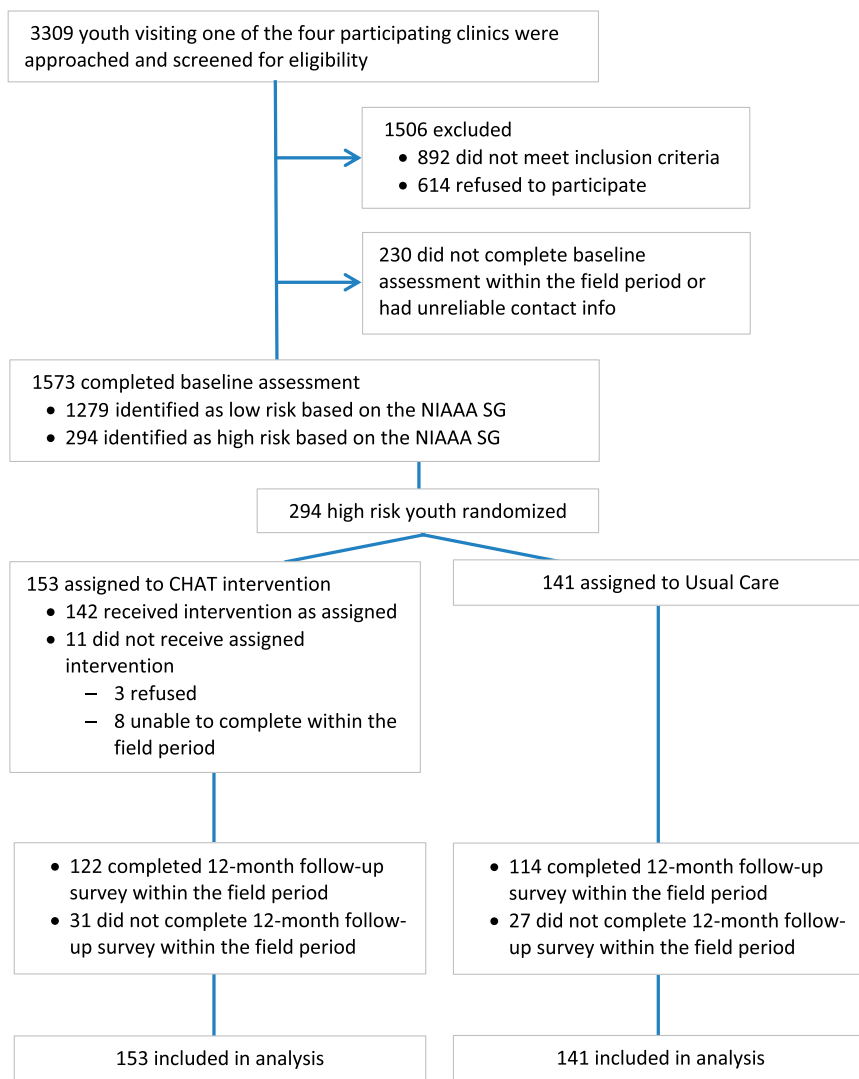 3309 youth visiting one of the four participating clinics were
approached and screened for eligibility
1506 excluded
• 892 did not meet inclusion criteria
• 614 refused to participate
230 did not complete baseline
assessment within the field period or
had unreliable contact info
1573 completed baseline assessment
• 1279 identified as low risk based on the NIAAA SG
• 294 identified as high risk based on the NIAAA SG
294 high risk youth randomized
153 assigned to CHAT intervention
• 142 received intervention as assigned
• 11 did not receive assigned
intervention
– 3 refused
– 8 unable to complete within the
field period
141 assigned to Usual Care
• 122 completed 12-month follow-up
survey within the field period
• 31 did not complete 12-month follow-
up survey within the field period
• 114 completed 12-month follow-up
survey within the field period
• 27 did not complete 12-month follow-
up survey within the field period
153 included in analysis
141 included in analysis